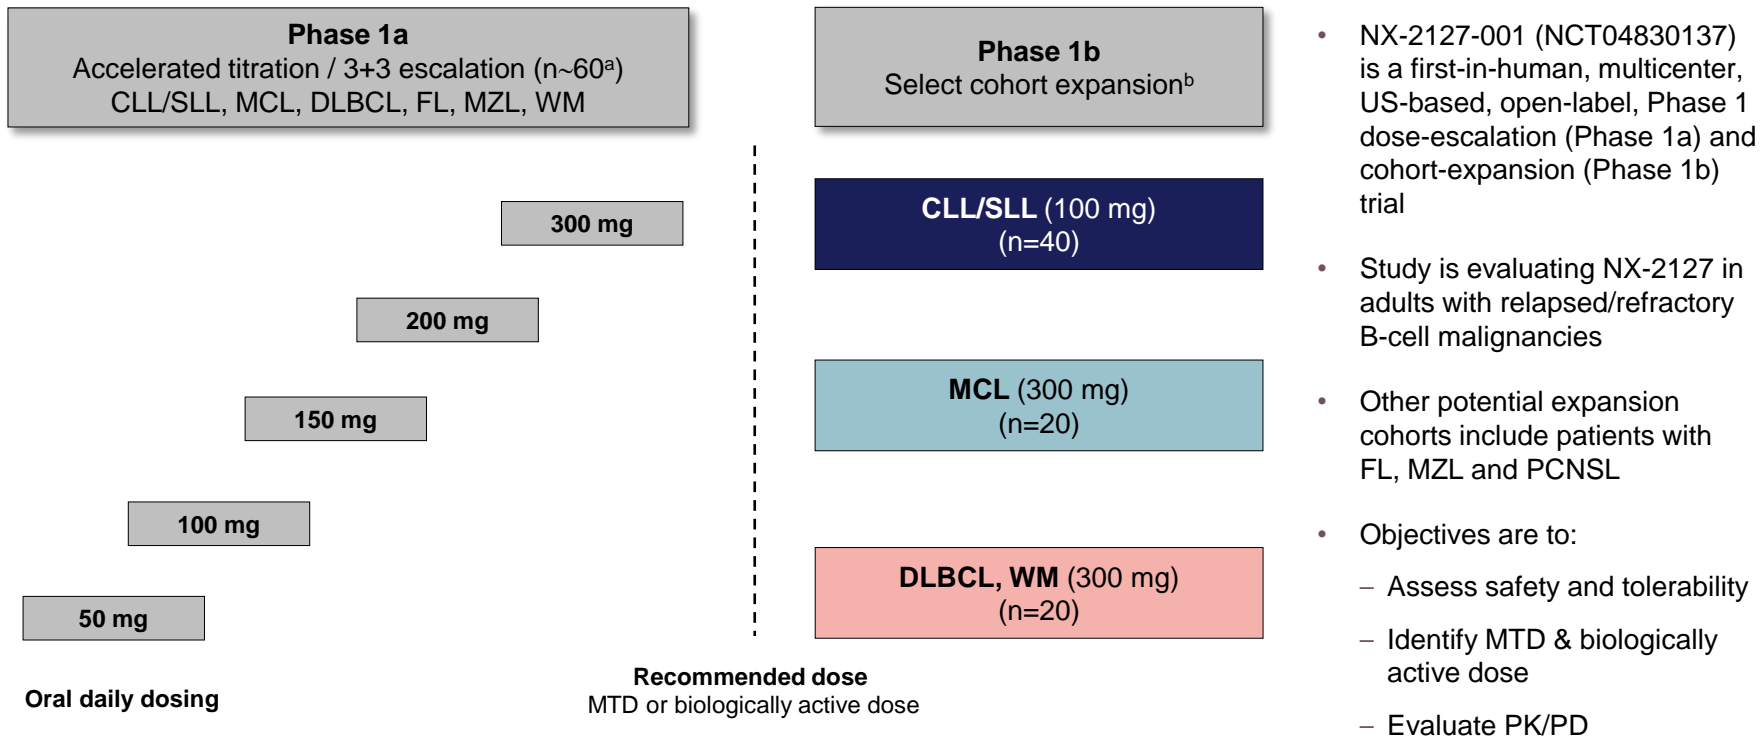 Phase 1a
Accelerated titration / 3+3 escalation (n~60ᵃ)
CLL/SLL, MCL, DLBCL, FL, MZL, WM
300 mg
200 mg
150 mg
100 mg
50 mg
Oral daily dosing
Recommended dose
MTD or biologically active dose
Phase 1b
Select cohort expansionᵇ
CLL/SLL (100 mg)
(n=40)
MCL (300 mg)
(n=20)
DLBCL, WM (300 mg)
(n=20)
• NX-2127-001 (NCT04830137)
is a first-in-human, multicenter,
US-based, open-label, Phase 1
dose-escalation (Phase 1a) and
cohort-expansion (Phase 1b)
trial
• Study is evaluating NX-2127 in
adults with relapsed/refractory
B-cell malignancies
• Other potential expansion
cohorts include patients with
FL, MZL and PCNSL
• Objectives are to:
– Assess safety and tolerability
– Identify MTD & biologically
active dose
– Evaluate PK/PD